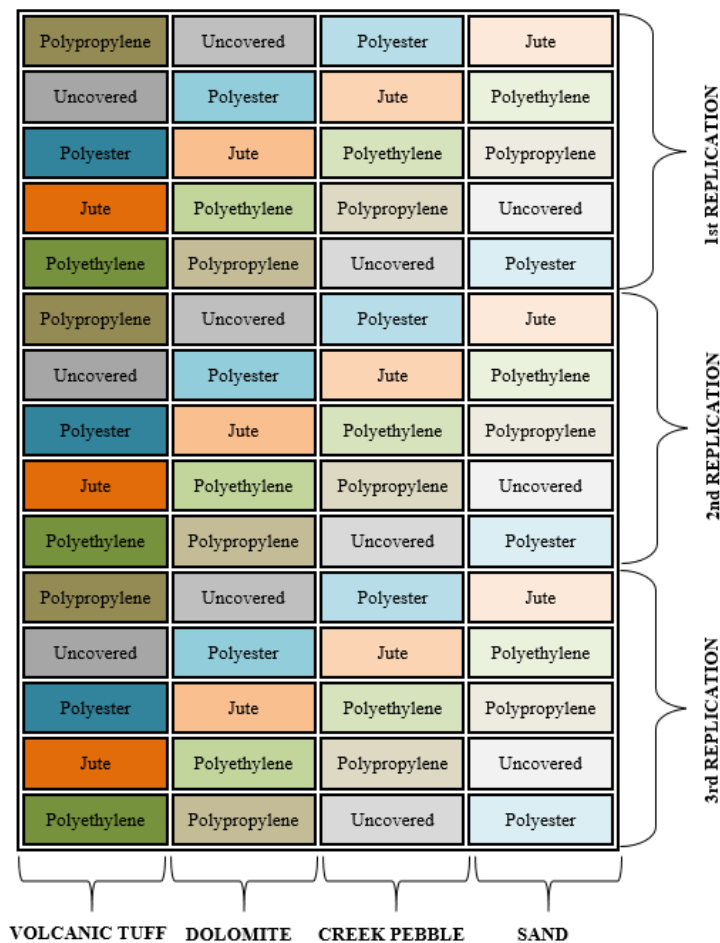 Polypropylene Uncovered Polyester Jute
Uncovered Polyester Jute Polyethylene
Polyester Jute Polyethylene Polypropylene
Jute Polyethylene Polypropylene Uncovered
Polyethylene Polypropylene Uncovered Polyester
1st REPLICATION
Polypropylene Uncovered Polyester Jute
Uncovered Polyester Jute Polyethylene
Polyester Jute Polyethylene Polypropylene
Jute Polyethylene Polypropylene Uncovered
Polyethylene Polypropylene Uncovered Polyester
2nd REPLICATION
Polypropylene Uncovered Polyester Jute
Uncovered Polyester Jute Polyethylene
Polyester Jute Polyethylene Polypropylene
Jute Polyethylene Polypropylene Uncovered
Polyethylene Polypropylene Uncovered Polyester
3rd REPLICATION
VOLCANIC TUFF DOLOMITE CREEK PEBBLE SAND